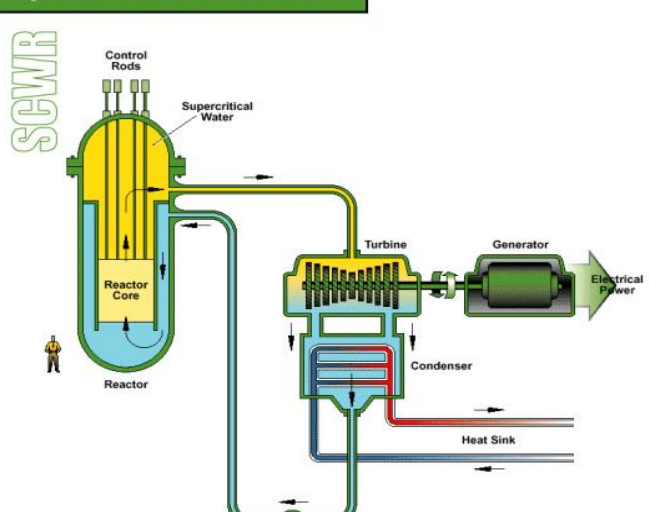 SCWR
Control
Rods
Supercritical
Water
Turbine
Generator
Electrical
Power
Reactor
Core
Condenser
Reactor
Heat Sink